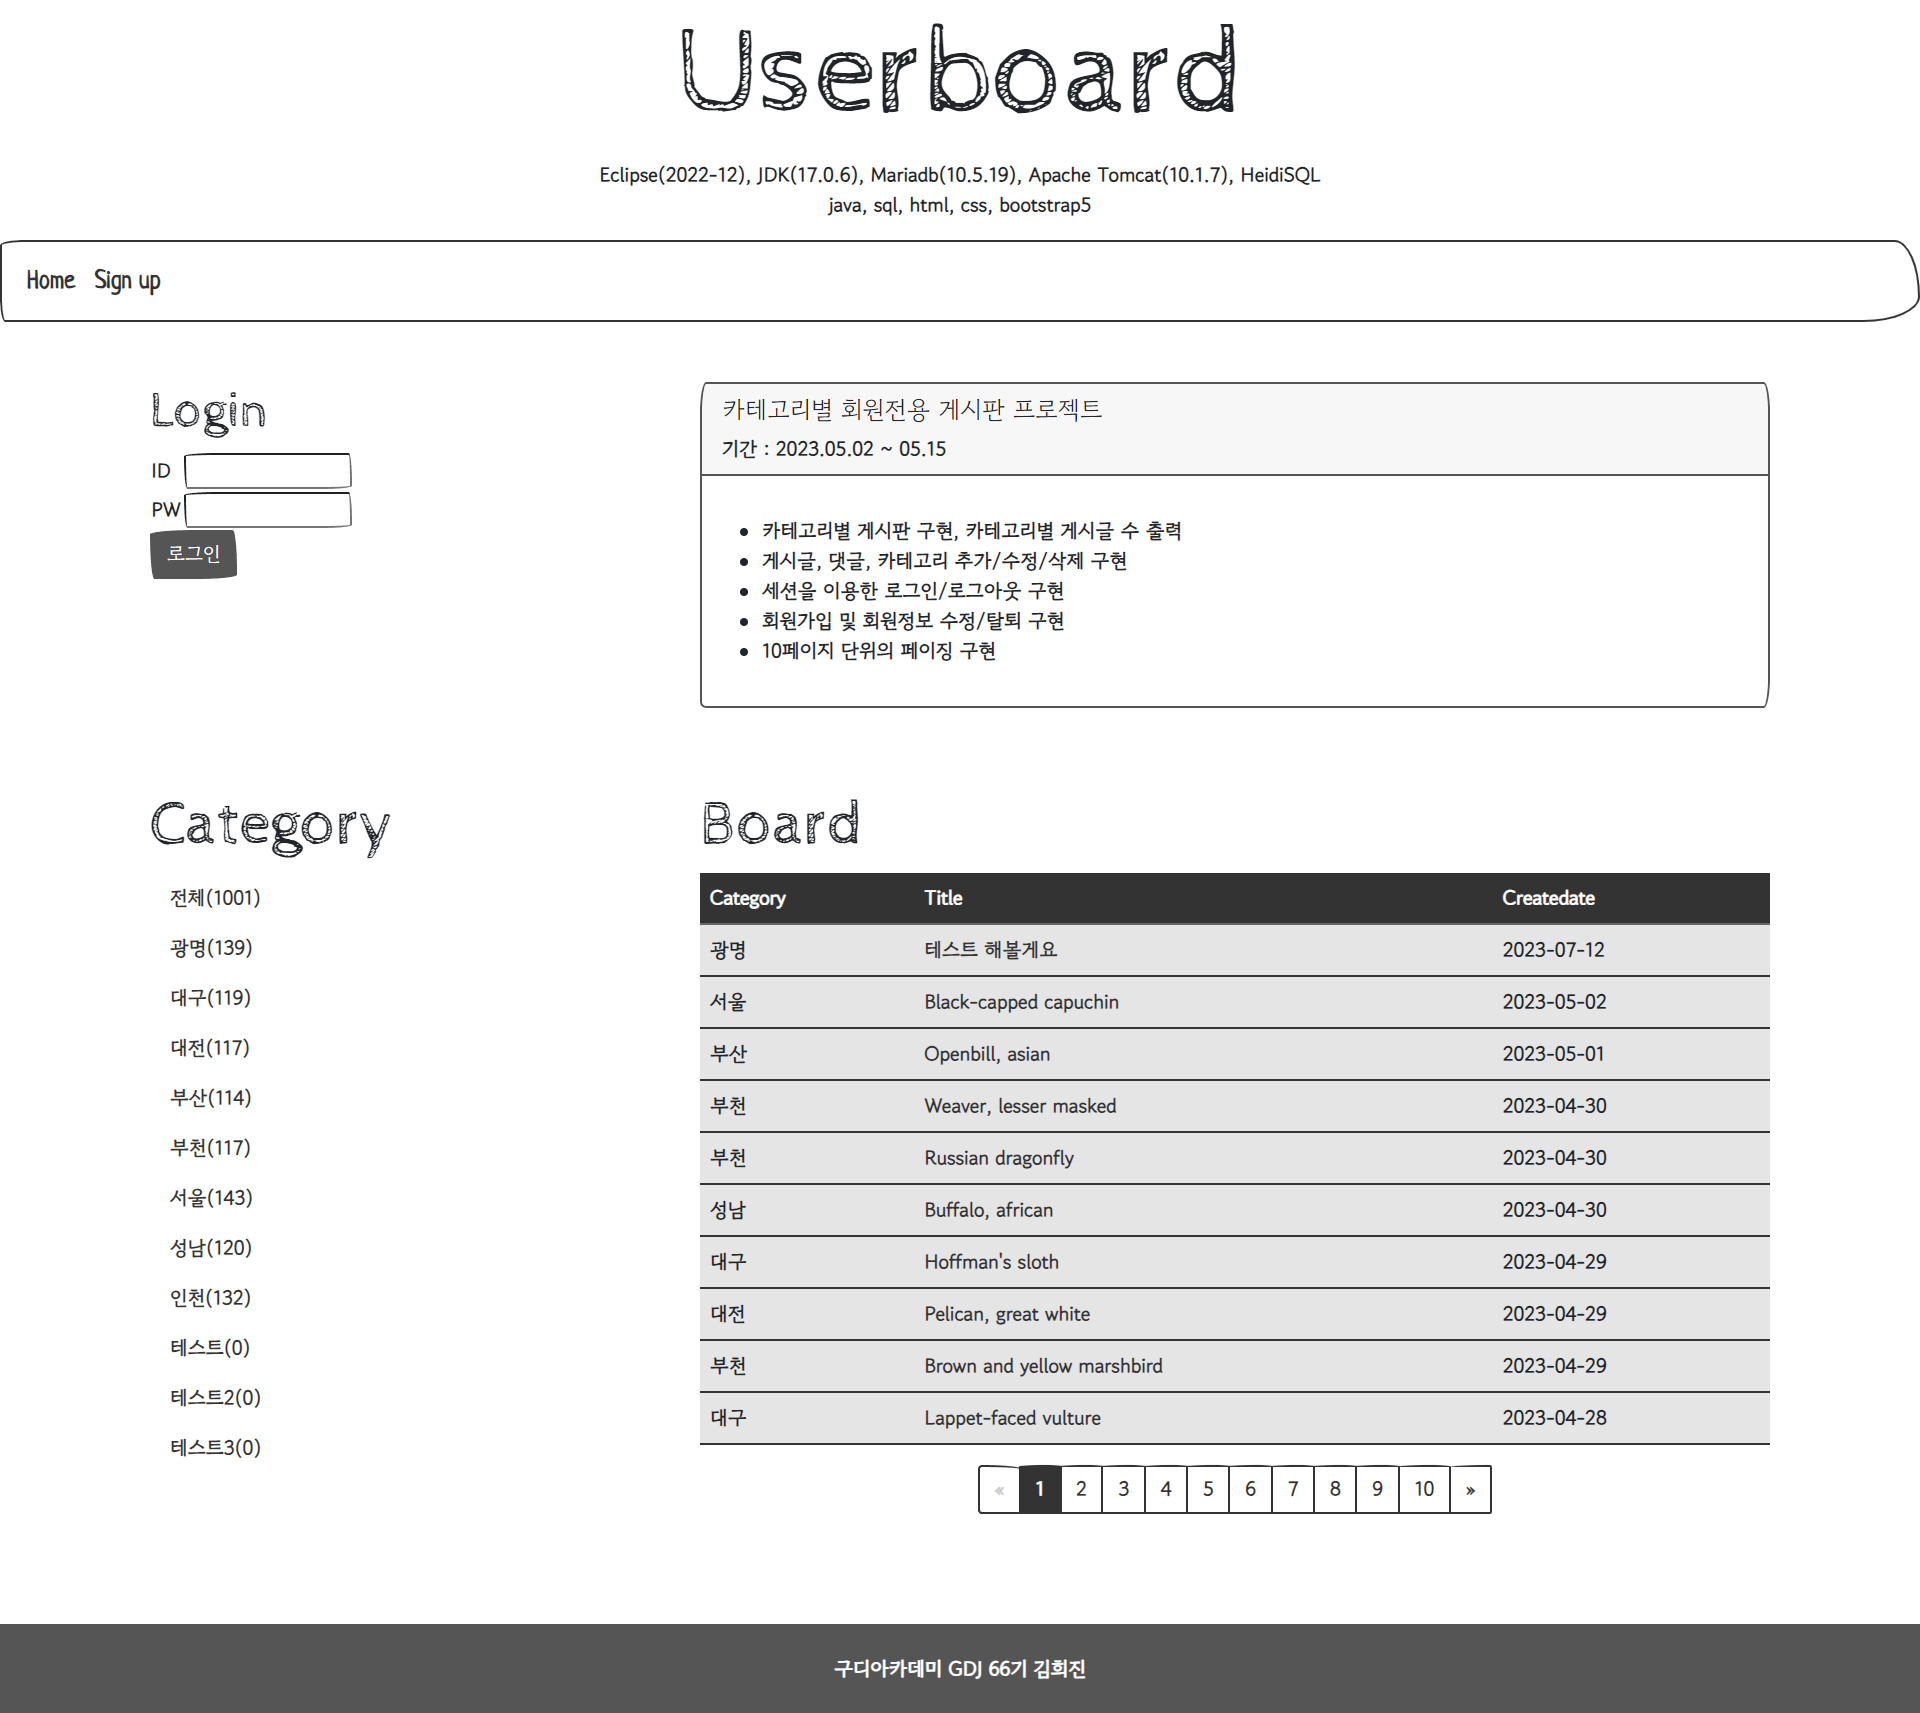 Userboard
Eclipse(2022-12), JDK(17.0.6), Mariadb(10.5.19), Apache Tomcat(10.1.7), HeidiSQL
java, sql, html, css, bootstrap5
Home Sign up
Login
ID
PW
로그인
카테고리별 회원전용 게시판 프로젝트
기간 : 2023.05.02 ~ 05.15
카테고리별 게시판 구현, 카테고리별 게시글 수 출력
게시글, 댓글, 카테고리 추가/수정/삭제 구현
세션을 이용한 로그인/로그아웃 구현
회원가입 및 회원정보 수정/탈퇴 구현
10페이지 단위의 페이징 구현
Category
전체(1001)
광명(139)
대구(119)
대전(117)
부산(114)
부천(117)
서울(143)
성남(120)
인천(132)
테스트(0)
테스트2(0)
테스트3(0)
Board
Category Title Createdate
광명 테스트 해볼게요 2023-07-12
서울 Black-capped capuchin 2023-05-02
부산 Openbill, asian 2023-05-01
부천 Weaver, lesser masked 2023-04-30
부천 Russian dragonfly 2023-04-30
성남 Buffalo, african 2023-04-30
대구 Hoffman's sloth 2023-04-29
대전 Pelican, great white 2023-04-29
부천 Brown and yellow marshbird 2023-04-29
대구 Lappet-faced vulture 2023-04-28
« 1 2 3 4 5 6 7 8 9 10 »
구디아카데미 GDJ 66기 김희진